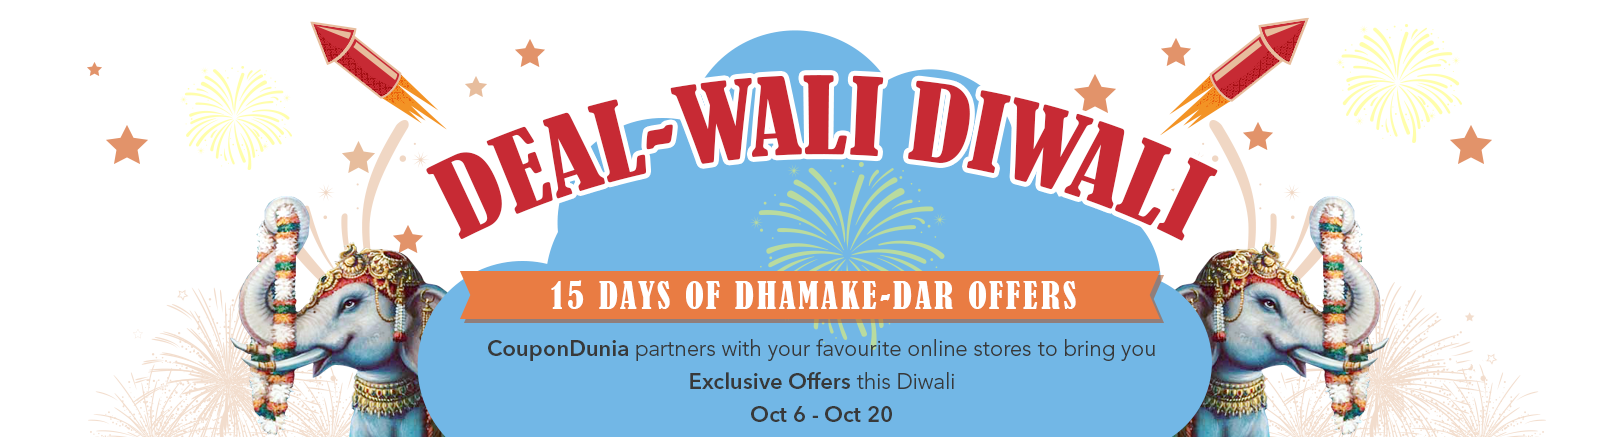 DEAL-WALI DIWALI
15 DAYS OF DHAMAKE-DAR OFFERS
CouponDunia partners with your favourite online stores to bring you
Exclusive Offers this Diwali
Oct 6 - Oct 20